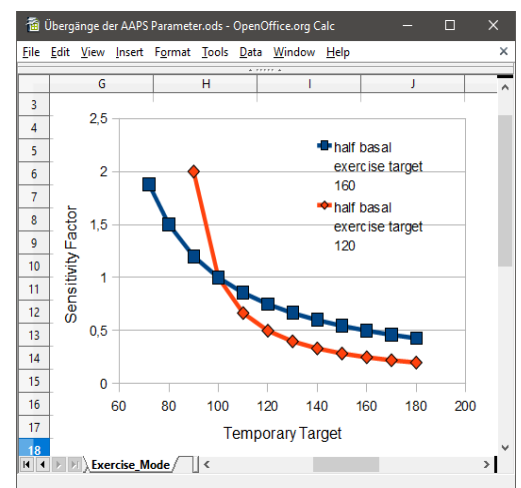 Übergänge der AAPS Parameter.ods - OpenOffice.org Calc
File Edit View Insert Format Tools Data Window Help
G H I J
3
4
5
6
7
8
9
10
11
12
13
14
15
16
17
18
2,5
2
1,5
1
0,5
0
Sensitivity Factor
half basal
exercise target
160
half basal
exercise target
120
60 80 100 120 140 160 180 200
Temporary Target
Exercise_Mode